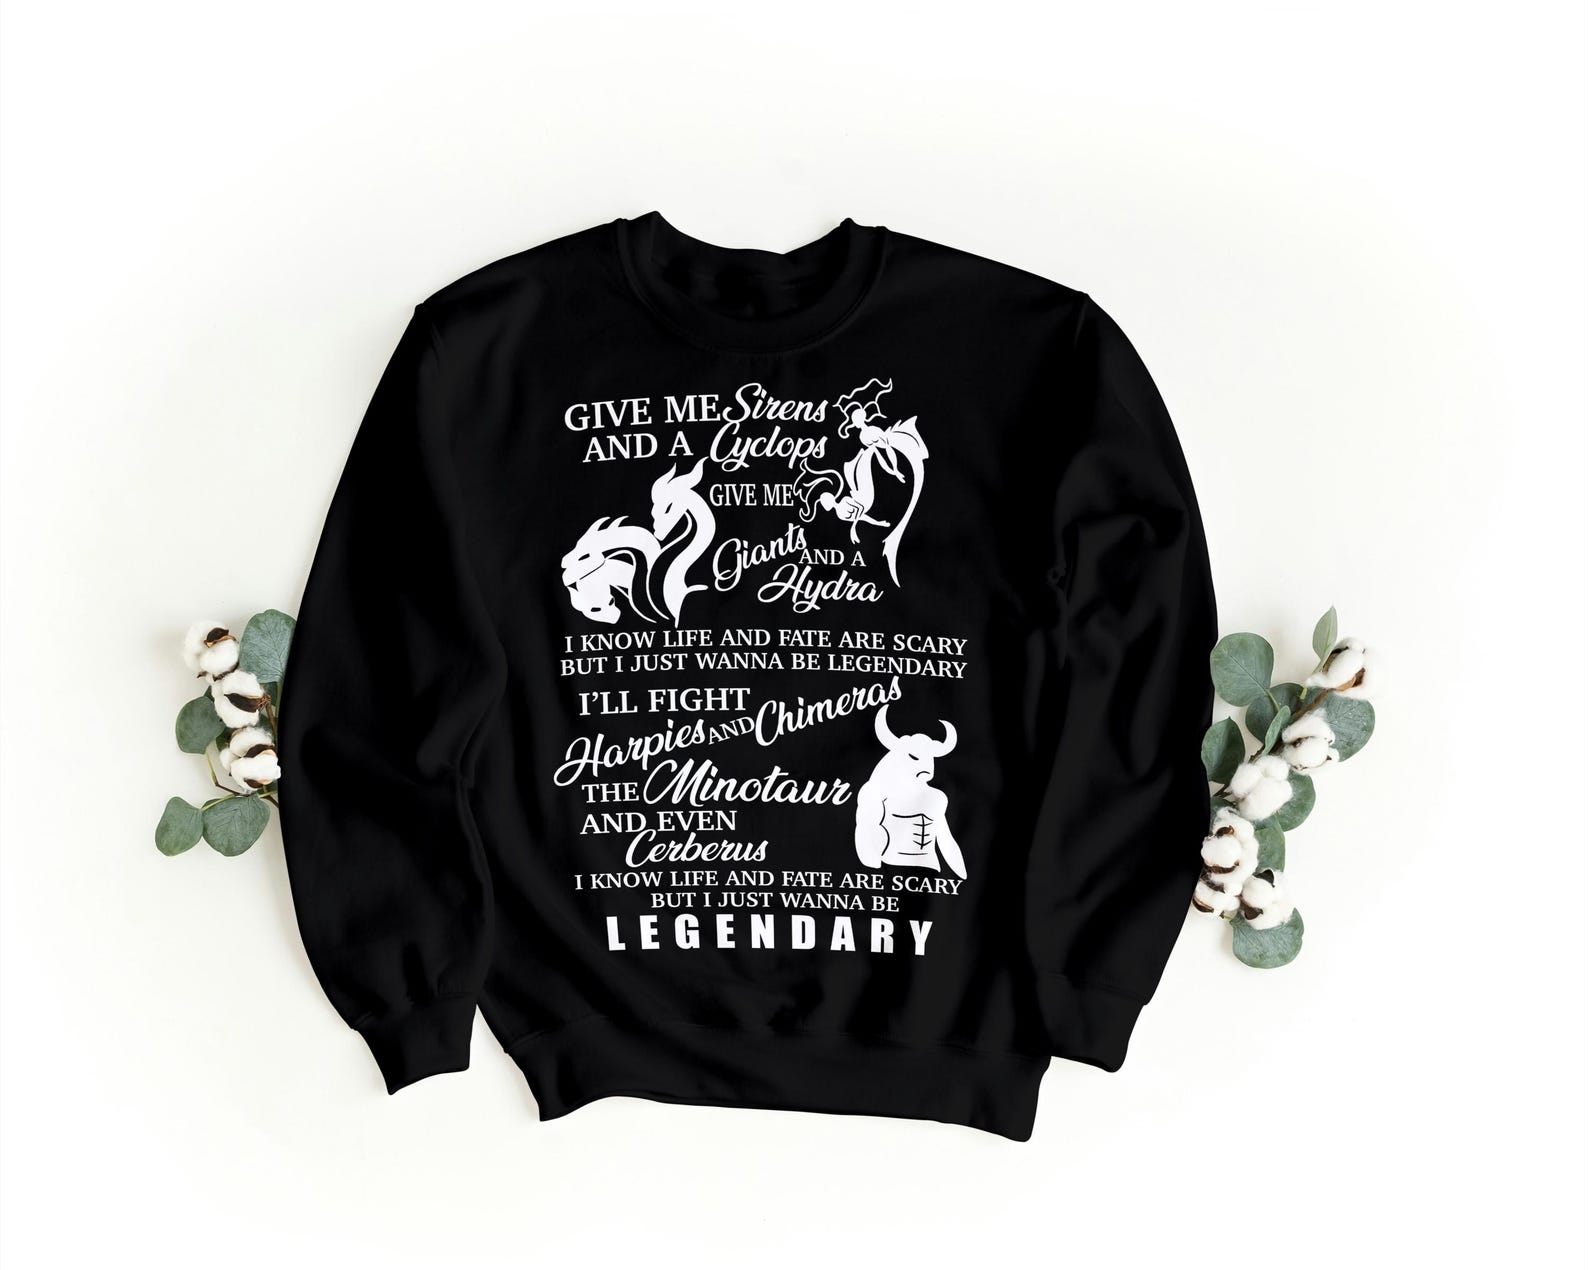 GIVE ME Sirens
AND A Cyclops
GIVE ME
Giants AND A
Hydra
I KNOW LIFE AND FATE ARE SCARY
BUT I JUST WANNA BE LEGENDARY
I'LL FIGHT
Harpies AND Chimeras
THE Minotaur
AND EVEN
Cerberus
I KNOW LIFE AND FATE ARE SCARY
BUT I JUST WANNA BE
LEGENDARY